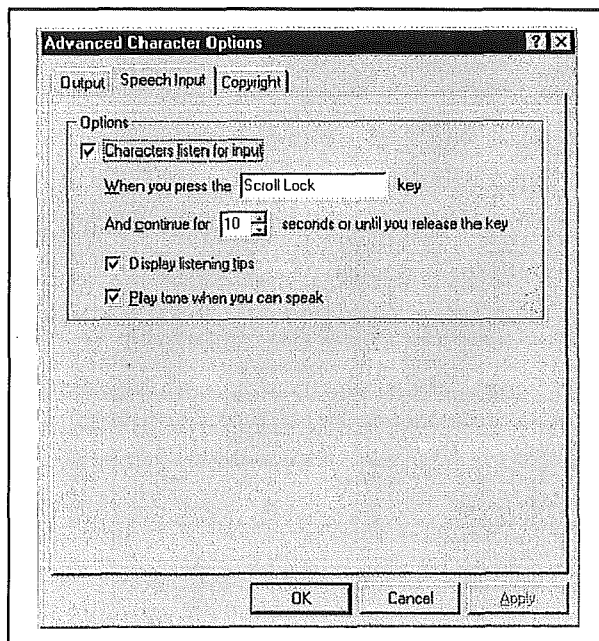 Advanced Character Options
Output Speech Input Copyright
Options
Characters listen for input
When you press the Scroll Lock key
And continue for 10 seconds or until you release the key
Display listening tips
Play tone when you can speak
OK Cancel Apply